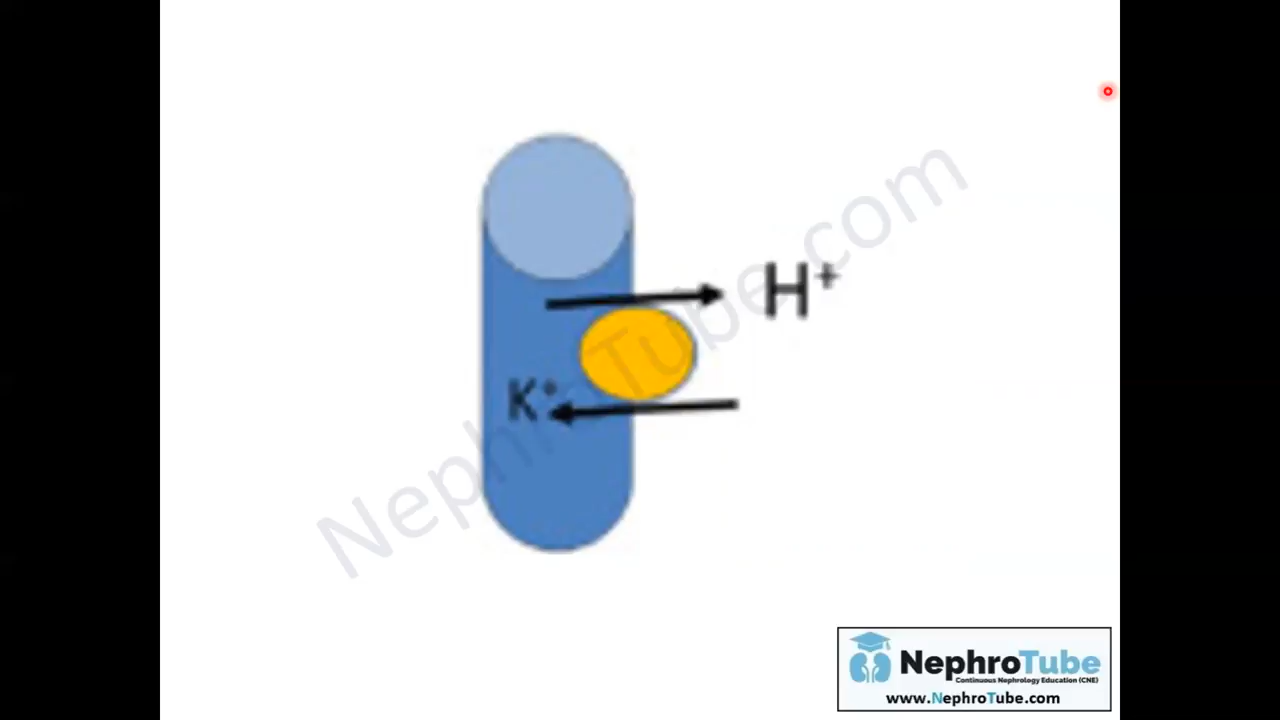 H⁺
K⁺
NephroTube.com
NephroTube
Continuous Nephrology Education (CNE)
www.NephroTube.com